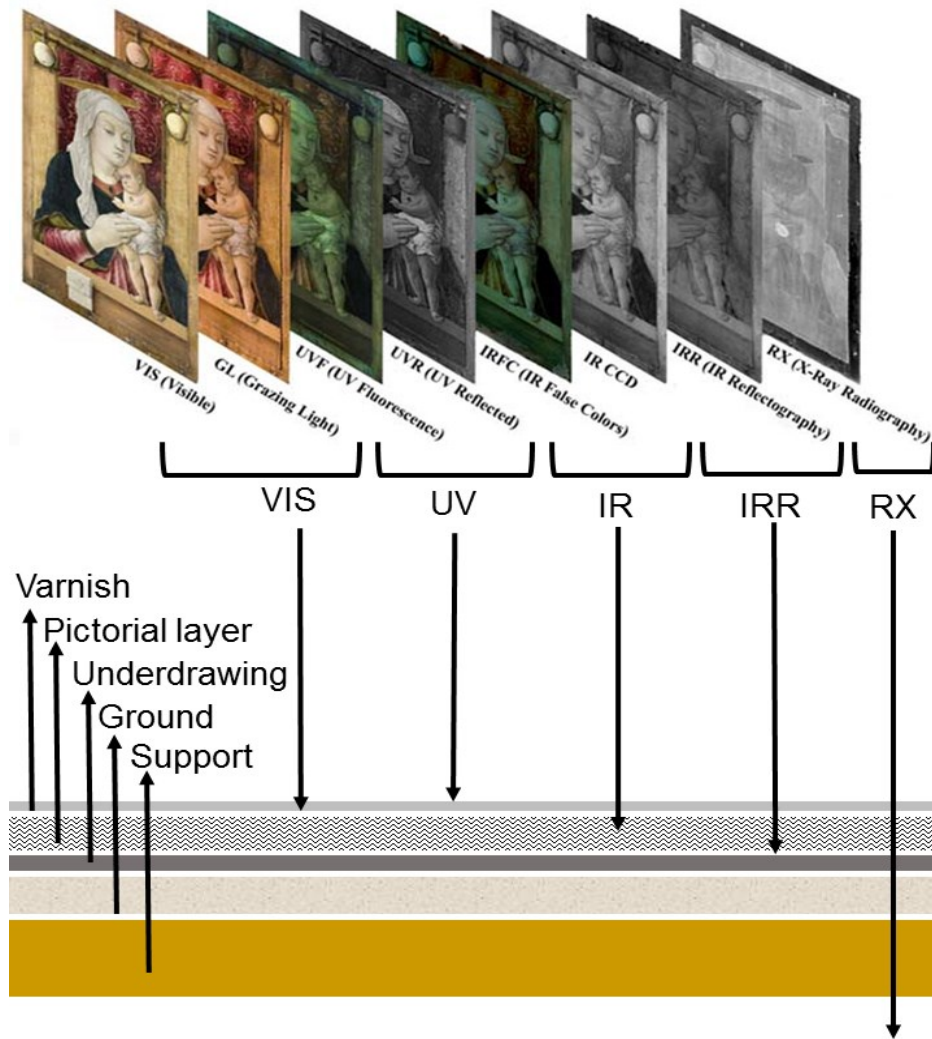 VIS (Visible)
GL (Grazing Light)
UVF (UV Fluorescence)
UVR (UV Reflected)
IRFC (IR False Colors)
IR CCD
IRR (IR Reflectography)
RX (X-Ray Radiography)
VIS
UV
IR
IRR
RX
Varnish
Pictorial layer
Underdrawing
Ground
Support